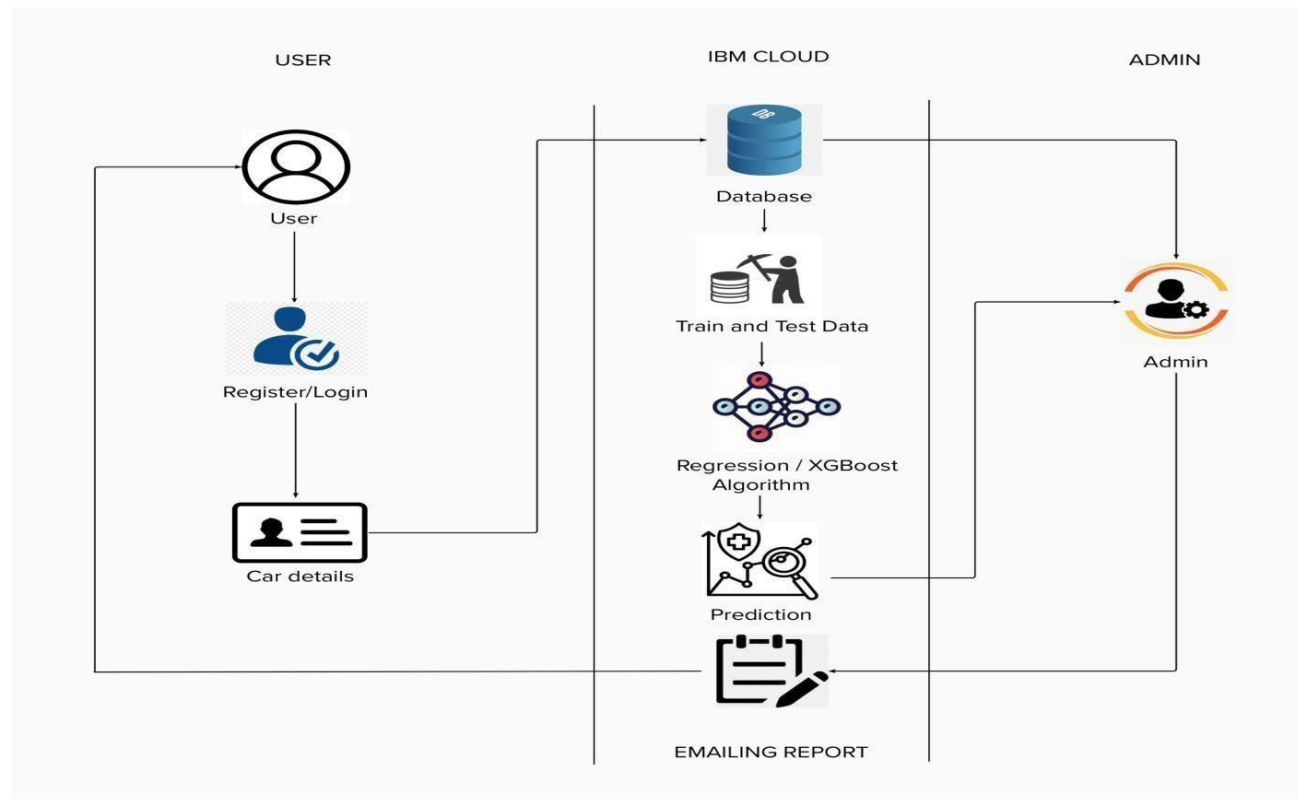 USER
IBM CLOUD
ADMIN
DB
User
Database
Train and Test Data
Register/Login
Admin
Regression / XGBoost
Algorithm
Car details
Prediction
EMAILING REPORT